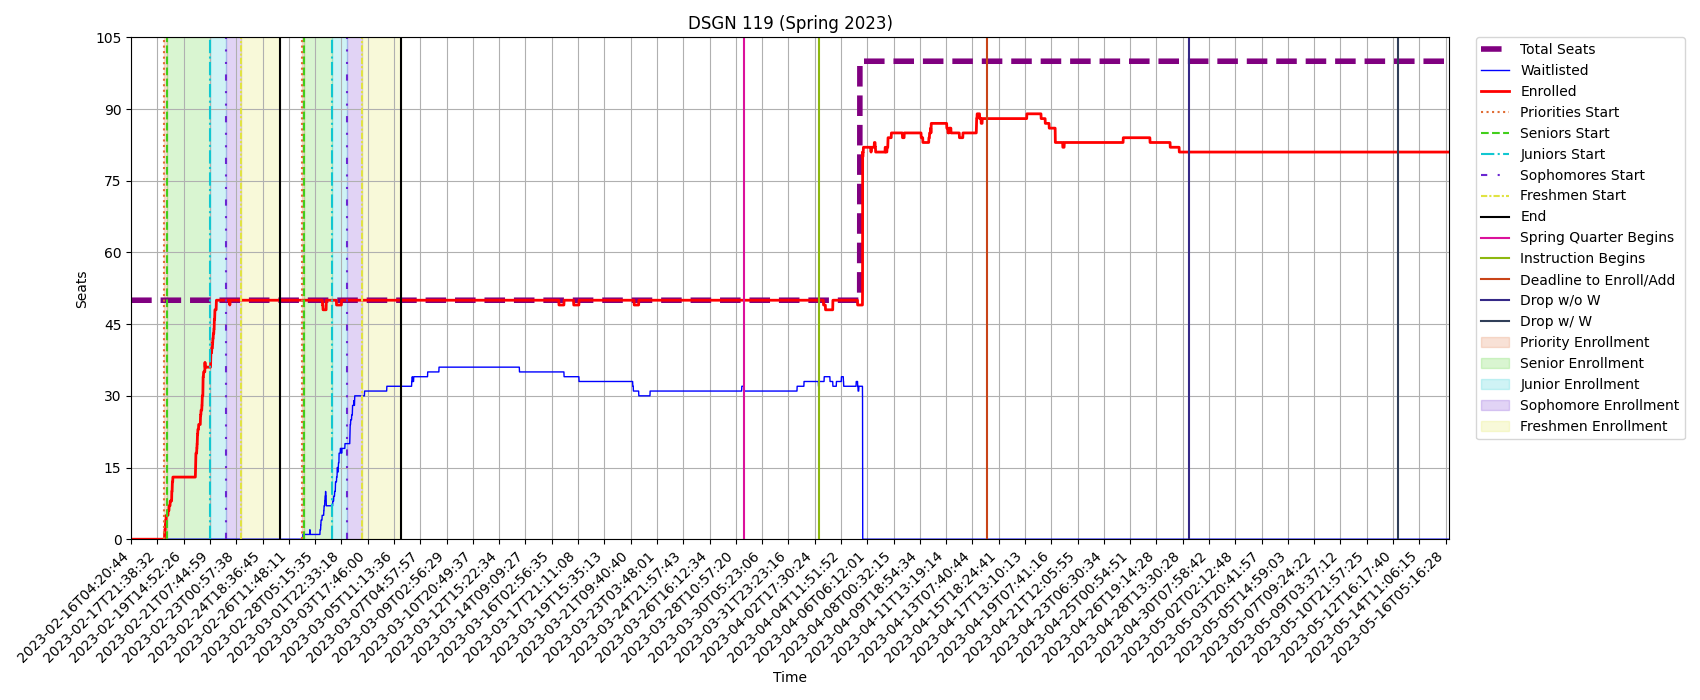 DSGN 119 (Spring 2023)
105
90
75
60
45
30
15
0
Seats
2023-02-16T04:20:44
2023-02-17T21:38:32
2023-02-19T14:52:26
2023-02-21T07:44:59
2023-02-23T00:57:38
2023-02-24T18:36:45
2023-02-26T11:48:11
2023-02-28T05:15:35
2023-03-01T22:33:18
2023-03-03T17:46:00
2023-03-05T11:13:36
2023-03-07T04:57:57
2023-03-09T02:56:29
2023-03-10T20:49:37
2023-03-12T15:22:34
2023-03-14T09:09:27
2023-03-16T02:56:35
2023-03-17T21:11:08
2023-03-19T15:35:13
2023-03-21T09:40:40
2023-03-23T03:48:01
2023-03-24T21:57:43
2023-03-26T16:12:34
2023-03-28T10:57:20
2023-03-30T05:23:06
2023-03-31T23:23:16
2023-04-02T17:30:24
2023-04-04T11:51:52
2023-04-06T06:12:01
2023-04-08T00:32:15
2023-04-09T18:54:34
2023-04-11T13:19:14
2023-04-13T07:40:44
2023-04-15T18:24:41
2023-04-17T13:10:13
2023-04-19T07:41:16
2023-04-21T12:05:55
2023-04-23T06:30:34
2023-04-25T00:54:51
2023-04-26T19:14:28
2023-04-28T13:30:28
2023-04-30T07:58:42
2023-05-02T02:12:48
2023-05-03T20:41:57
2023-05-05T14:59:03
2023-05-07T09:24:22
2023-05-09T03:37:12
2023-05-10T21:57:25
2023-05-12T16:17:40
2023-05-14T11:06:15
2023-05-16T05:16:28
Time
Total Seats
Waitlisted
Enrolled
Priorities Start
Seniors Start
Juniors Start
Sophomores Start
Freshmen Start
End
Spring Quarter Begins
Instruction Begins
Deadline to Enroll/Add
Drop w/o W
Drop w/ W
Priority Enrollment
Senior Enrollment
Junior Enrollment
Sophomore Enrollment
Freshmen Enrollment